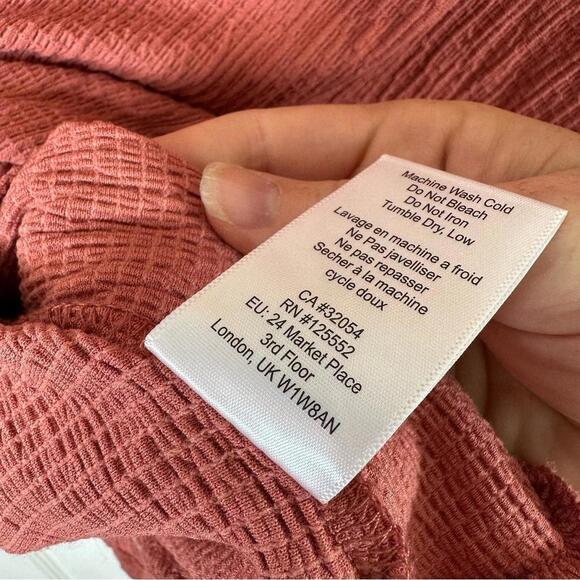 Machine Wash Cold
Do Not Bleach
Do Not Iron
Tumble Dry, Low
Lavage en machine a froid
Ne Pas javelliser
Ne pas repasser
Secher à la machine
cycle doux
CA #32054
RN #125552
EU: 24 Market Place
3rd Floor
London, UK W1W8AN